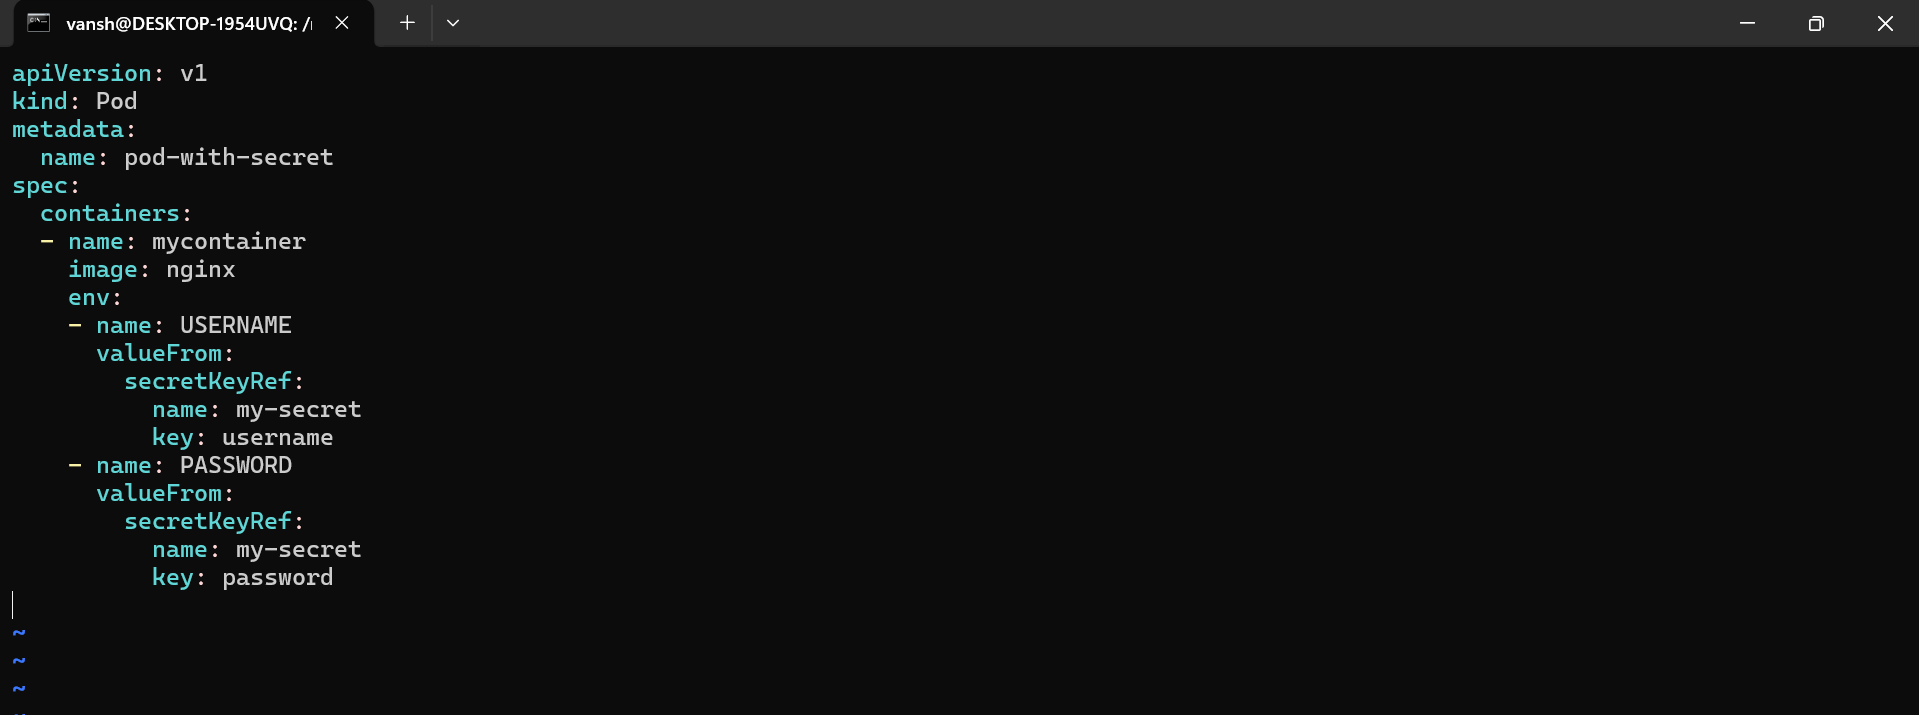 vansh@DESKTOP-1954UVQ: /
apiVersion: v1
kind: Pod
metadata:
  name: pod-with-secret
spec:
  containers:
  - name: mycontainer
    image: nginx
    env:
    - name: USERNAME
      valueFrom:
        secretKeyRef:
          name: my-secret
          key: username
    - name: PASSWORD
      valueFrom:
        secretKeyRef:
          name: my-secret
          key: password
~
~
~